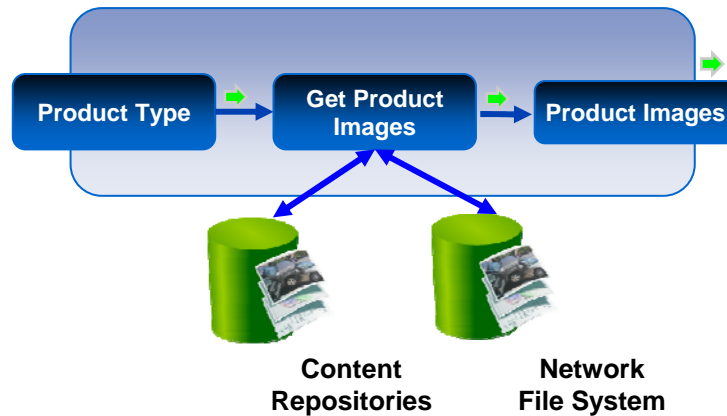 Product Type
Get Product
Images
Product Images
Content
Repositories
Network
File System